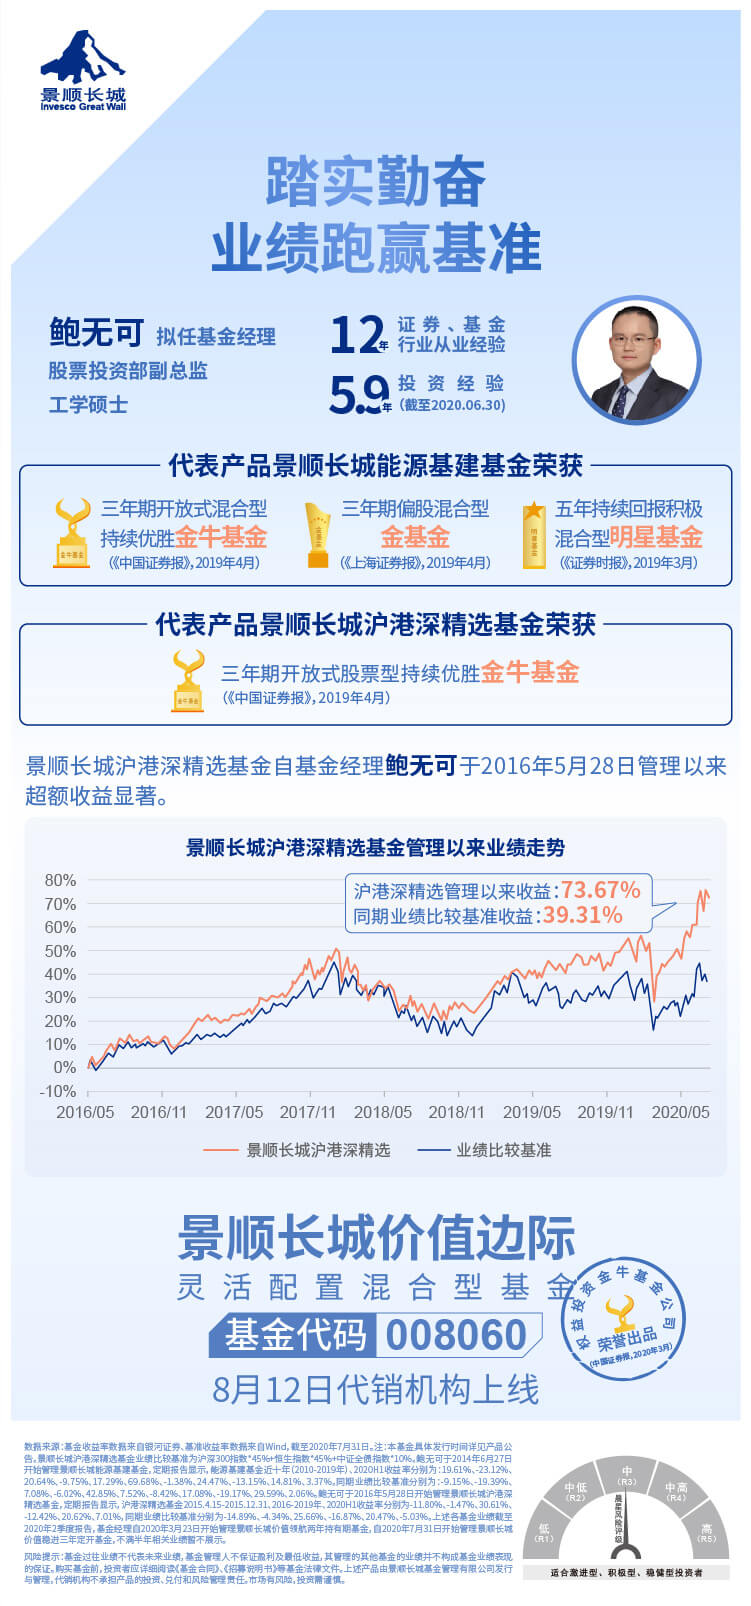 景顺长城
Invesco Great Wall
踏实勤奋
业绩跑赢基准
鲍无可 拟任基金经理
股票投资部副总监
工学硕士
12年 证券、基金
行业从业经验
5.9年 投资经验
（截至2020.06.30）
代表产品景顺长城能源基建基金荣获
金牛基金
三年期开放式混合型
持续优胜金牛基金
（《中国证券报》，2019年4月）
金基金
三年期偏股混合型
金基金
（《上海证券报》，2019年4月）
明星基金
五年持续回报积极
混合型明星基金
（《证券时报》，2019年3月）
代表产品景顺长城沪港深精选基金荣获
金牛基金
三年期开放式股票型持续优胜金牛基金
（《中国证券报》，2019年4月）
景顺长城沪港深精选基金自基金经理鲍无可于2016年5月28日管理以来
超额收益显著。
景顺长城沪港深精选基金管理以来业绩走势
沪港深精选管理以来收益：73.67%
同期业绩比较基准收益：39.31%
80%
70%
60%
50%
40%
30%
20%
10%
0%
-10%
2016/05 2016/11 2017/05 2017/11 2018/05 2018/11 2019/05 2019/11 2020/05
景顺长城沪港深精选 业绩比较基准
景顺长城价值边际
灵活配置混合型基金
基金代码 008060
8月12日代销机构上线
权益投资金牛基金公司
荣誉出品
（中国证券报，2020年3月）
数据来源：基金收益率数据来自银河证券、基准收益率数据来自Wind，截至2020年7月31日。注：本基金具体发行时间详见产品公
告。景顺长城沪港深精选基金业绩比较基准为沪深300指数*45%+恒生指数*45%+中证全债指数*10%。鲍无可于2014年6月27日
开始管理景顺长城能源基建基金，定期报告显示，能源基建基金近十年（2010-2019年）、2020H1收益率分别为：19.61%、-23.12%、
20.64%、-9.75%、17.29%、69.68%、-1.38%、24.47%、-13.15%、14.81%、3.37%，同期业绩比较基准分别为：-9.15%、-19.39%、
7.08%、-6.02%、42.85%、7.52%、-8.42%、17.08%、-19.17%、29.59%、2.06%。鲍无可于2016年5月28日开始管理景顺长城沪港深
精选基金，定期报告显示，沪港深精选基金2015.4.15-2015.12.31、2016-2019年、2020H1收益率分别为-11.80%、-1.47%、30.61%、
-12.42%、20.62%、7.01%，同期业绩比较基准分别为-14.89%、-4.34%、25.66%、-16.87%、20.47%、-5.03%。上述各基金业绩截至
2020年2季度报告，基金经理自2020年3月23日开始管理景顺长城价值领航两年持有期基金，自2020年7月31日开始管理景顺长城
价值稳进三年定开基金，不满半年相关业绩暂不展示。
风险提示：基金过往业绩不代表未来业绩，基金管理人不保证盈利及最低收益，其管理的其他基金的业绩并不构成基金业绩表现
的保证。购买基金前，投资者应详细阅读《基金合同》、《招募说明书》等基金法律文件。上述产品由景顺长城基金管理有限公司发行
与管理，代销机构不承担产品的投资、兑付和风险管理责任。市场有风险，投资需谨慎。
低
（R1）
中低
（R2）
中
（R3）
中高
（R4）
高
（R5）
晨星风险评级
适合激进型、积极型、稳健型投资者